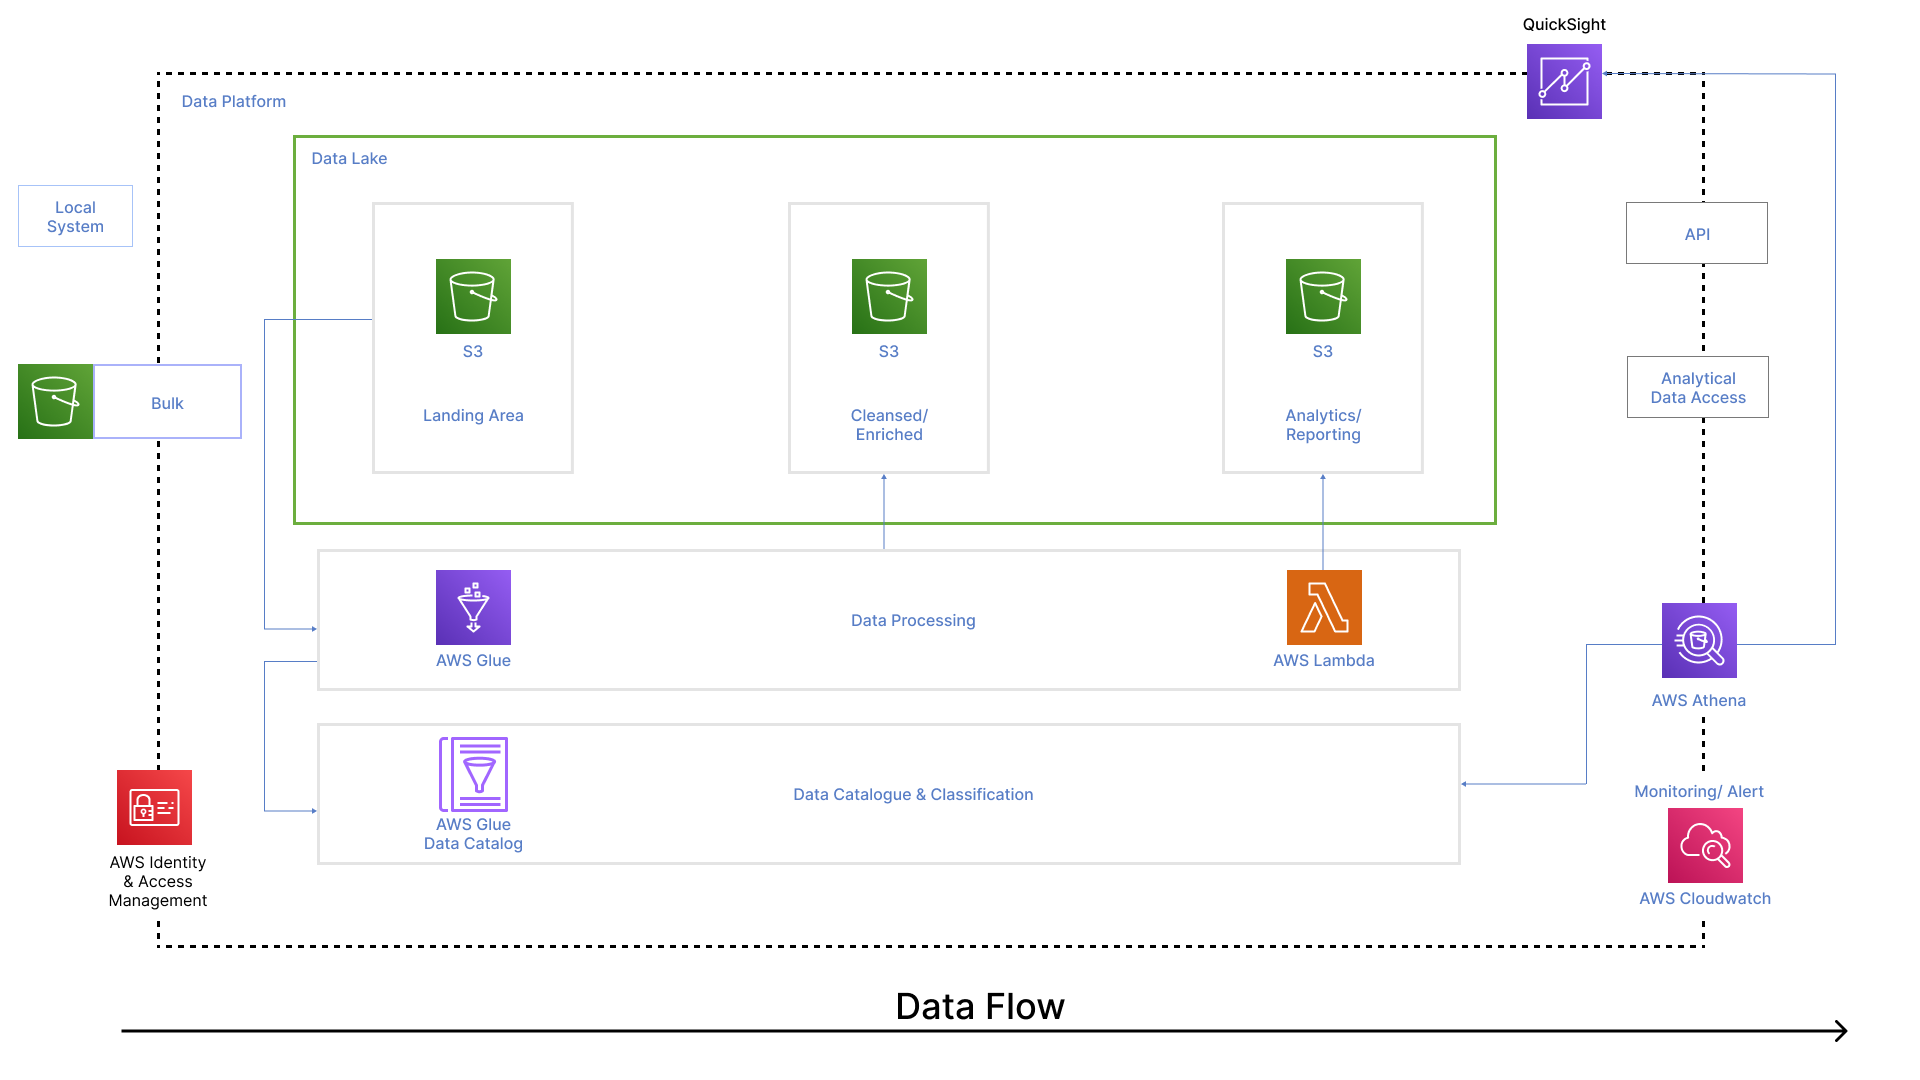 QuickSight
Data Platform
Data Lake
Local
System
API
S3
S3
S3
Analytical
Data Access
Bulk
Landing Area
Cleansed/
Enriched
Analytics/
Reporting
Data Processing
AWS Glue
AWS Lambda
AWS Athena
Data Catalogue & Classification
Monitoring/ Alert
AWS Glue
Data Catalog
AWS Identity
& Access
Management
AWS Cloudwatch
Data Flow